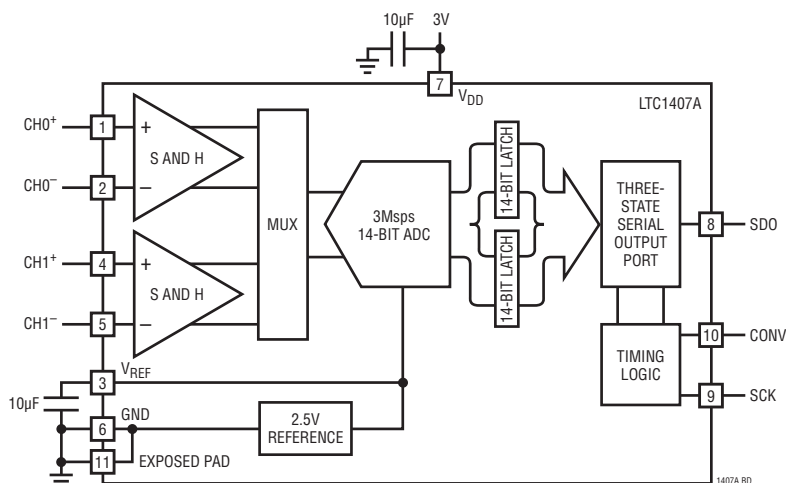 10µF 3V
7
VDD
LTC1407A
CH0+ 1 +
S AND H
CH0– 2 –
MUX
3Msps
14-BIT ADC
14-BIT LATCH
14-BIT LATCH
THREE-
STATE
SERIAL
OUTPUT
PORT
8 SDO
CH1+ 4 +
S AND H
CH1– 5 –
10 CONV
TIMING
LOGIC
9 SCK
3 VREF
10µF
6 GND
2.5V
REFERENCE
11 EXPOSED PAD
1407A BD